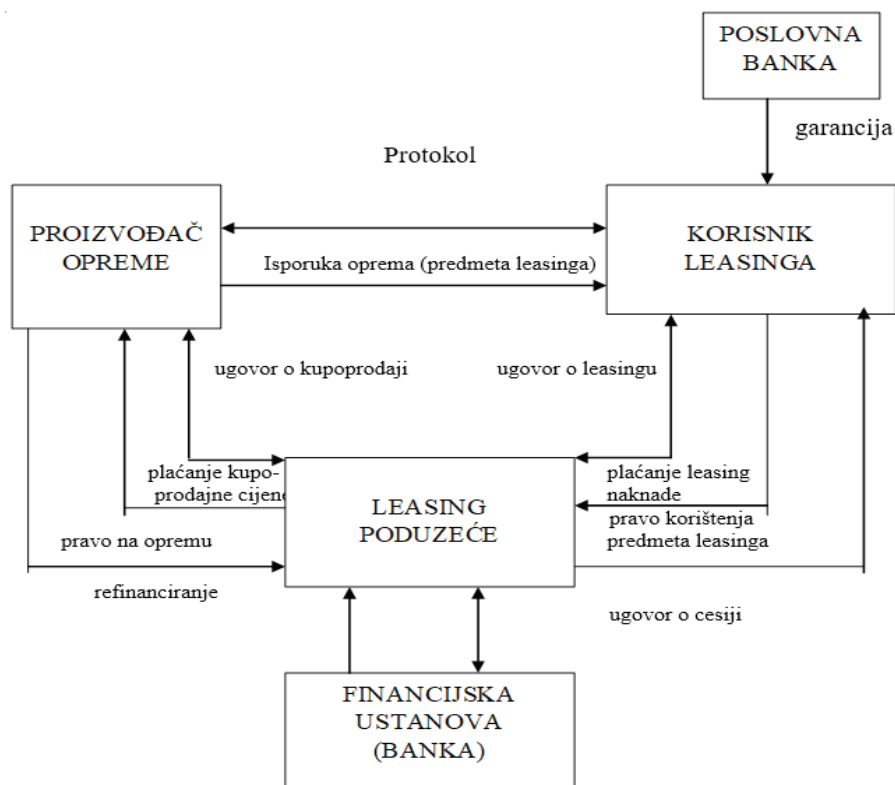 POSLOVNA
BANKA
garancija
Protokol
PROIZVOĐAČ
OPREME
KORISNIK
LEASINGA
Isporuka oprema (predmeta leasinga)
ugovor o kupoprodaji
ugovor o leasingu
plaćanje kupo-
prodajne cijene
LEASING
PODUZEĆE
plaćanje leasing
naknade
pravo korištenja
predmeta leasinga
pravo na opremu
refinanciranje
ugovor o cesiji
FINANCIJSKA
USTANOVA
(BANKA)